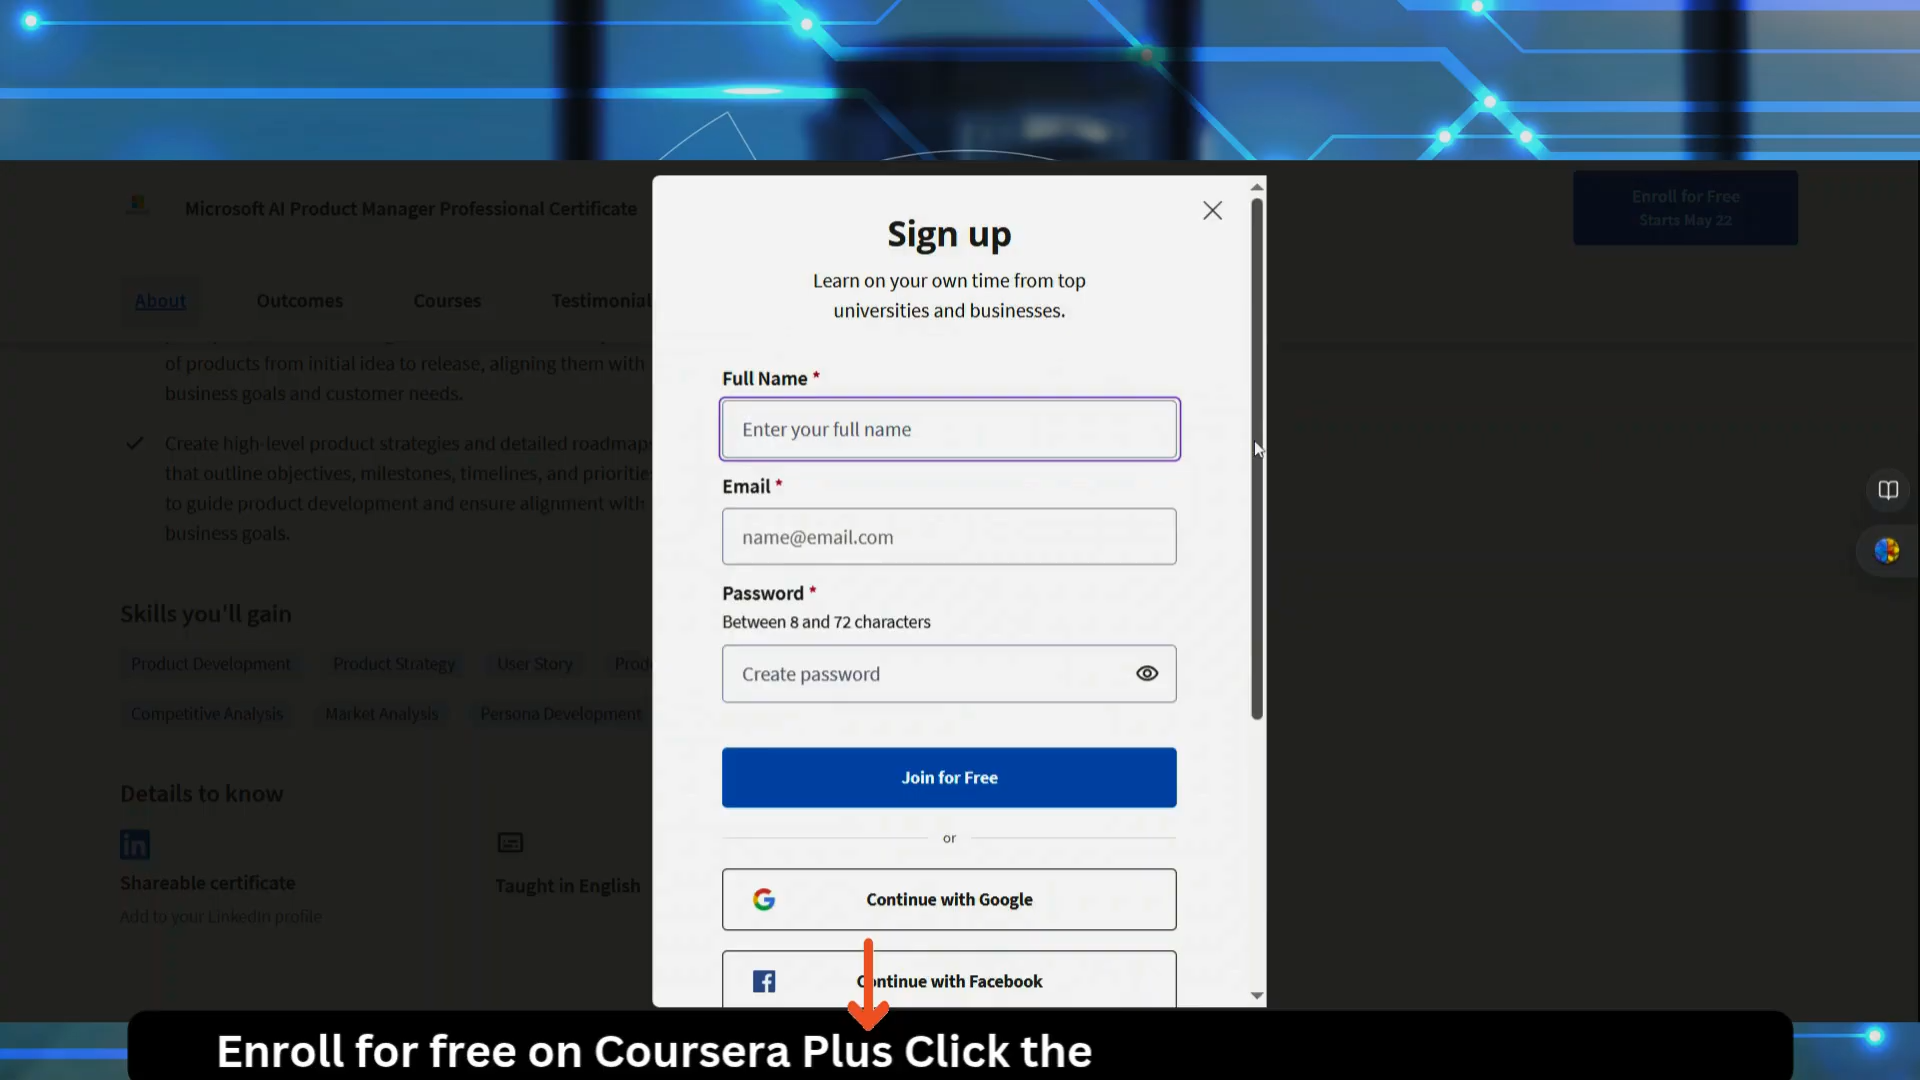 Microsoft AI Product Manager Professional Certificate
Enroll for Free
Starts May 22
About
Outcomes
Courses
Testimonial
of products from initial idea to release, aligning them with
business goals and customer needs.
Create high-level product strategies and detailed roadmaps
that outline objectives, milestones, timelines, and priorities
to guide product development and ensure alignment with
business goals.
Skills you'll gain
Product Development
Product Strategy
User Story
Prod
Competitive Analysis
Market Analysis
Persona Development
Details to know
Shareable certificate
Add to your LinkedIn profile
Taught in English
Sign up
Learn on your own time from top
universities and businesses.
Full Name *
Enter your full name
Email *
name@email.com
Password *
Between 8 and 72 characters
Create password
Join for Free
or
Continue with Google
Continue with Facebook
Enroll for free on Coursera Plus Click the